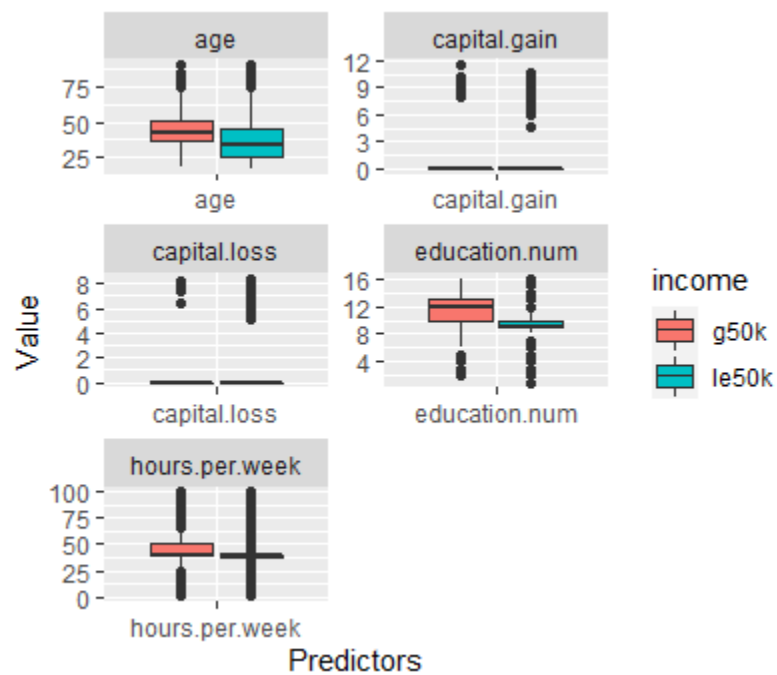 age
75
50
25
age
capital.gain
12
9
6
3
0
capital.gain
Value
capital.loss
8
6
4
2
0
capital.loss
education.num
16
12
8
4
education.num
income
g50k
le50k
hours.per.week
100
75
50
25
0
hours.per.week
Predictors